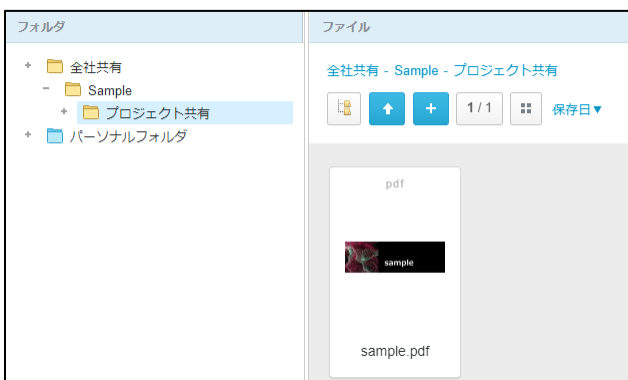 フォルダ
全社共有
Sample
プロジェクト共有
パーソナルフォルダ
ファイル
全社共有 - Sample - プロジェクト共有
1 / 1
保存日▼
pdf
sample
sample.pdf